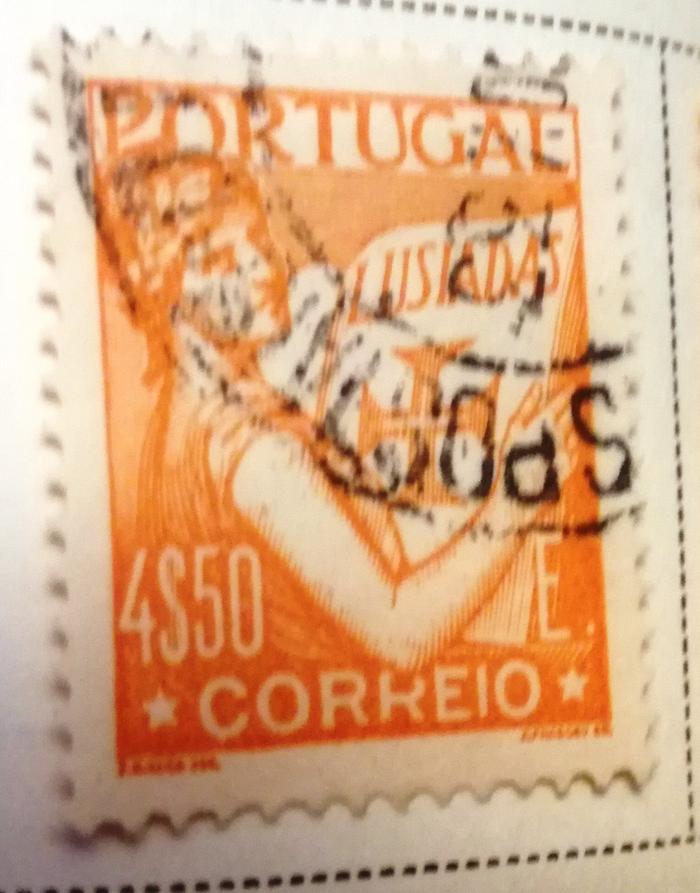 PORTUGAL
LUSIADAS
4$50 E.
CORREIO